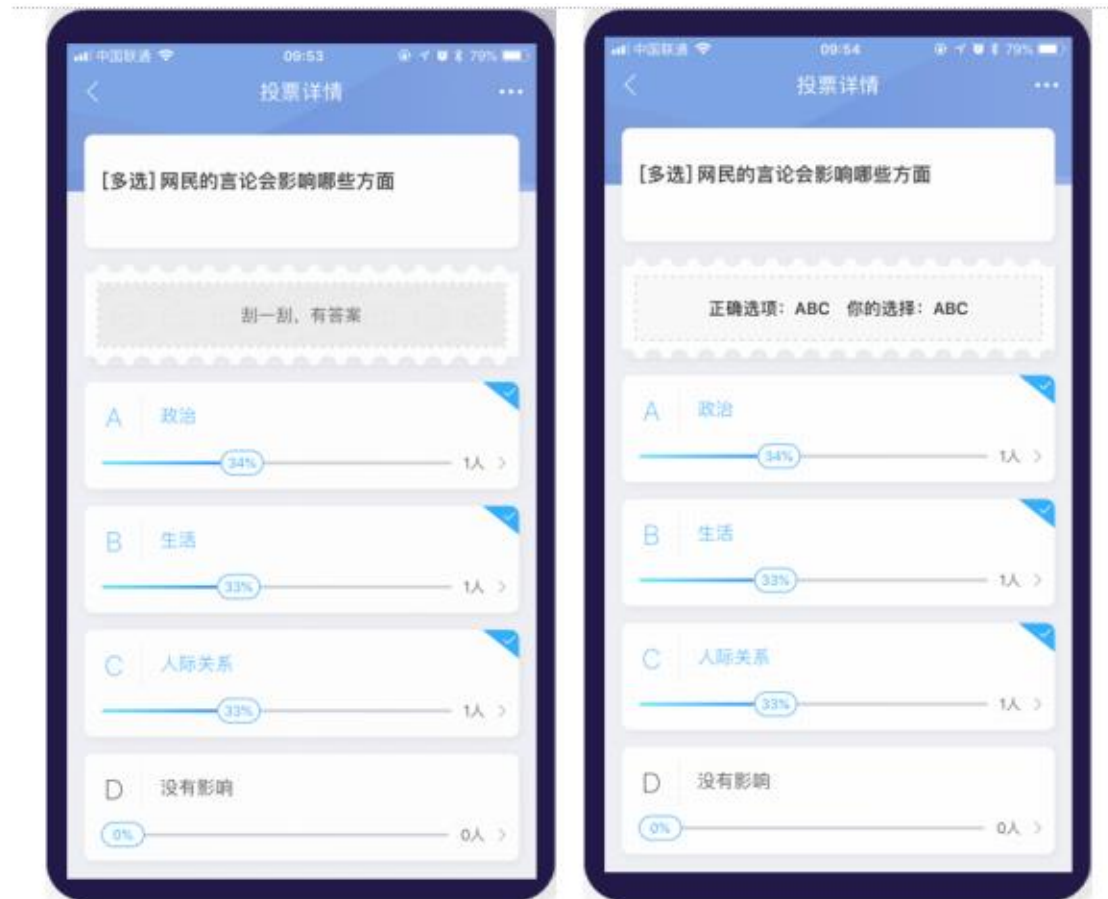 中国联通 09:53 79%
投票详情
[多选] 网民的言论会影响哪些方面
刮一刮，有答案
A 政治
34% 1人
B 生活
33% 1人
C 人际关系
33% 1人
D 没有影响
0% 0人
中国联通 09:54 79%
投票详情
[多选] 网民的言论会影响哪些方面
正确选项：ABC 你的选择：ABC
A 政治
34% 1人
B 生活
33% 1人
C 人际关系
33% 1人
D 没有影响
0% 0人